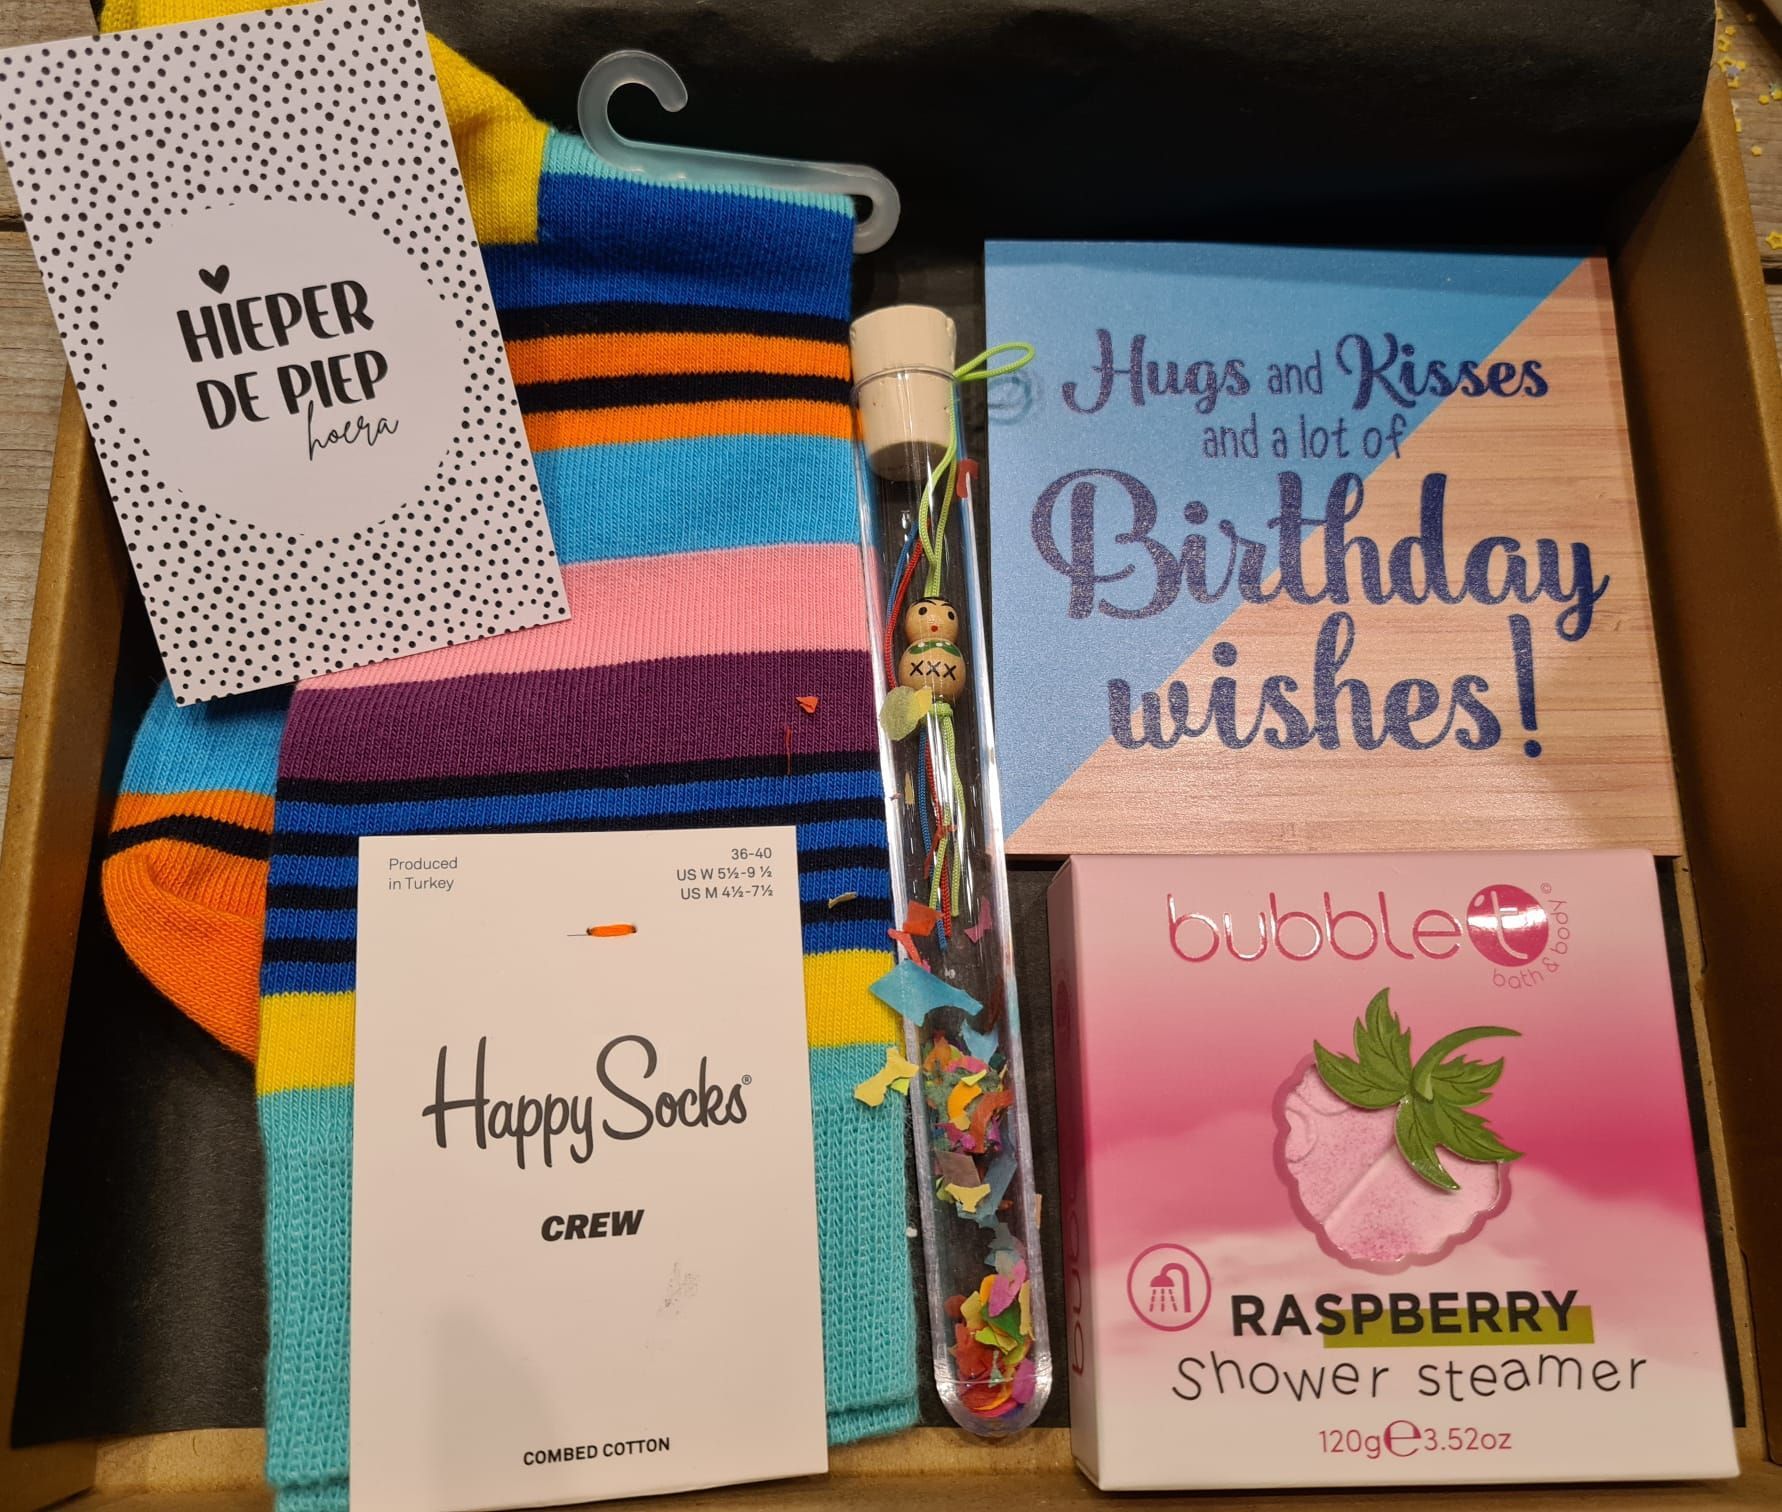 HIEPER
DE PIEP
hoera
Produced
in Turkey
36-40
US W 5½-9 ½
US M 4½-7½
Happy Socks®
CREW
COMBED COTTON
XXX
Hugs and Kisses
and a lot of
Birthday
wishes!
bubble t©
bath & body
RASPBERRY
Shower steamer
120g℮3.52oz